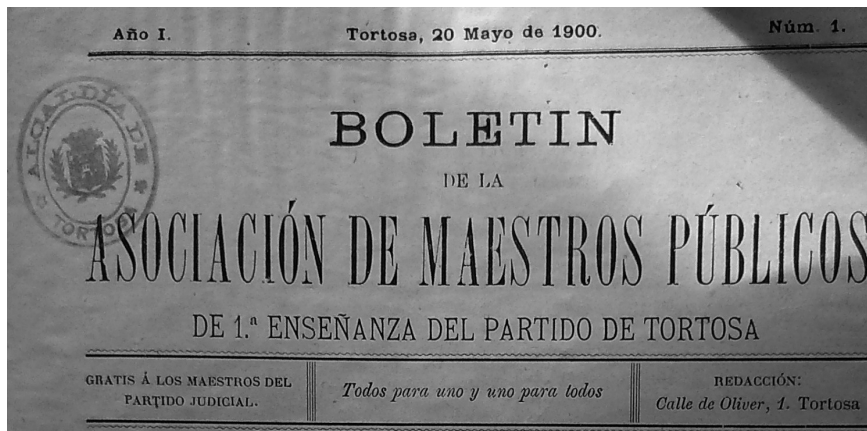 Año I.
Tortosa, 20 Mayo de 1900.
Núm. 1.
ALCALDÍA DE
TORTOSA
BOLETIN
DE LA
ASOCIACIÓN DE MAESTROS PÚBLICOS
DE 1.ª ENSEÑANZA DEL PARTIDO DE TORTOSA
GRATIS Á LOS MAESTROS DEL
PARTIDO JUDICIAL.
Todos para uno y uno para todos
REDACCIÓN:
Calle de Oliver, 1. Tortosa